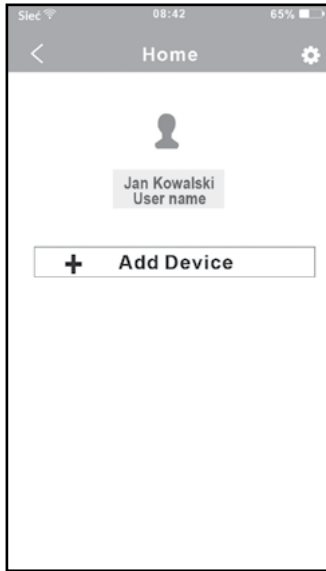 Sieć 08:42 65%
Home
Jan Kowalski
User name
+ Add Device